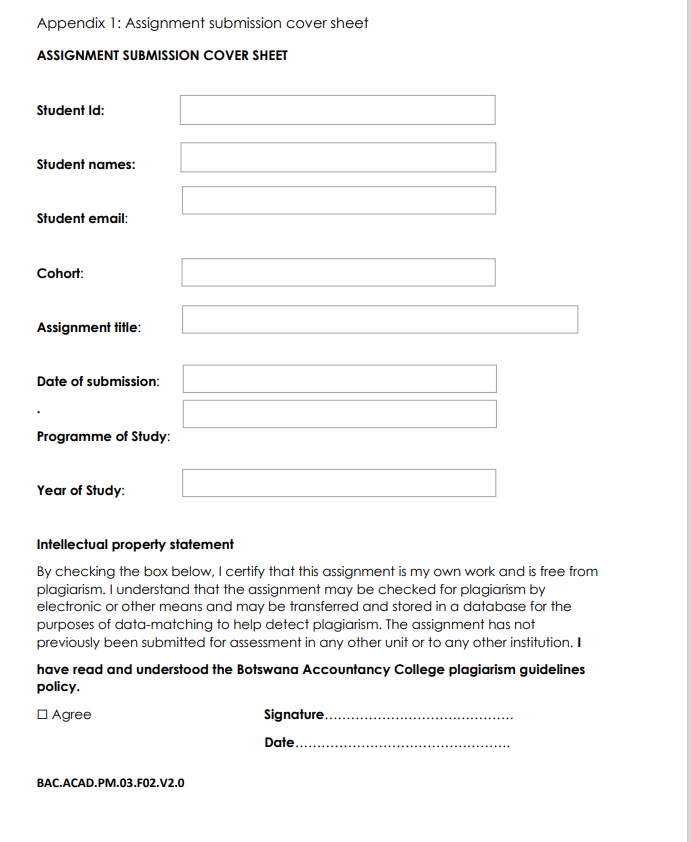 Appendix 1: Assignment submission cover sheet
ASSIGNMENT SUBMISSION COVER SHEET
Student Id:
Student names:
Student email:
Cohort:
Assignment title:
Date of submission:
.
Programme of Study:
Year of Study:
Intellectual property statement
By checking the box below, I certify that this assignment is my own work and is free from
plagiarism. I understand that the assignment may be checked for plagiarism by
electronic or other means and may be transferred and stored in a database for the
purposes of data-matching to help detect plagiarism. The assignment has not
previously been submitted for assessment in any other unit or to any other institution. I
have read and understood the Botswana Accountancy College plagiarism guidelines
policy.
☐ Agree Signature...........................................
Date.................................................
BAC.ACAD.PM.03.F02.V2.0